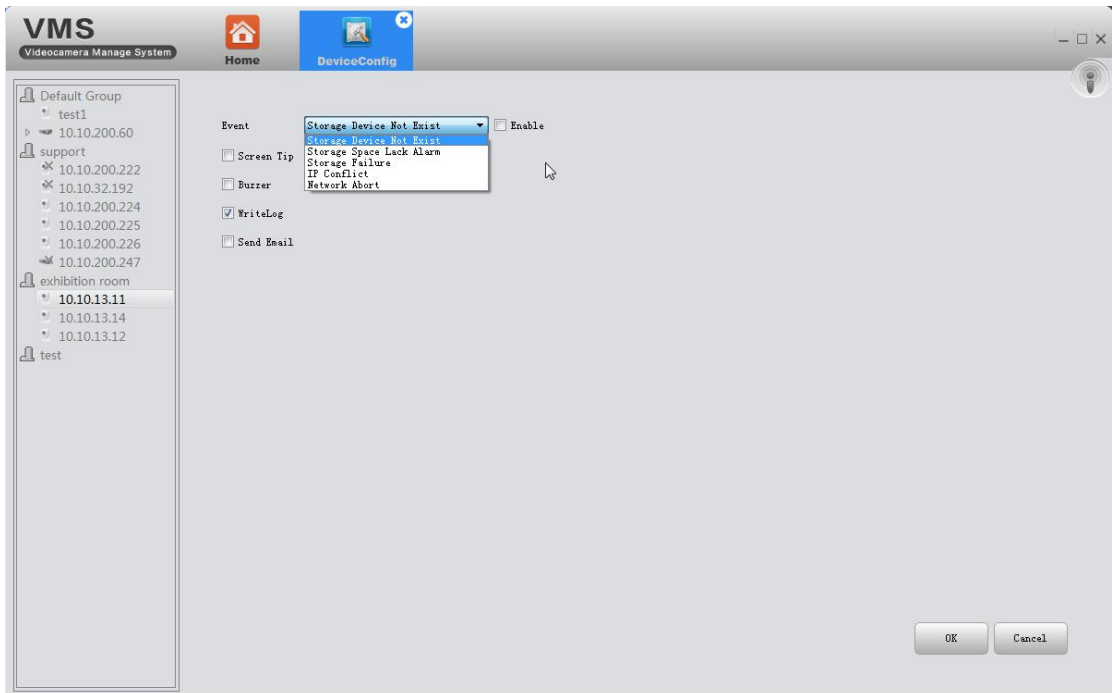 VMS
Videocamera Manage System
Home
DeviceConfig
Default Group
test1
10.10.200.60
support
10.10.200.222
10.10.32.192
10.10.200.224
10.10.200.225
10.10.200.226
10.10.200.247
exhibition room
10.10.13.11
10.10.13.14
10.10.13.12
test
Event
Storage Device Not Exist
Enable
Storage Device Not Exist
Storage Space Lack Alarm
Storage Failure
IP Conflict
Network Abort
Screen Tip
Buzzer
WriteLog
Send Email
OK
Cancel